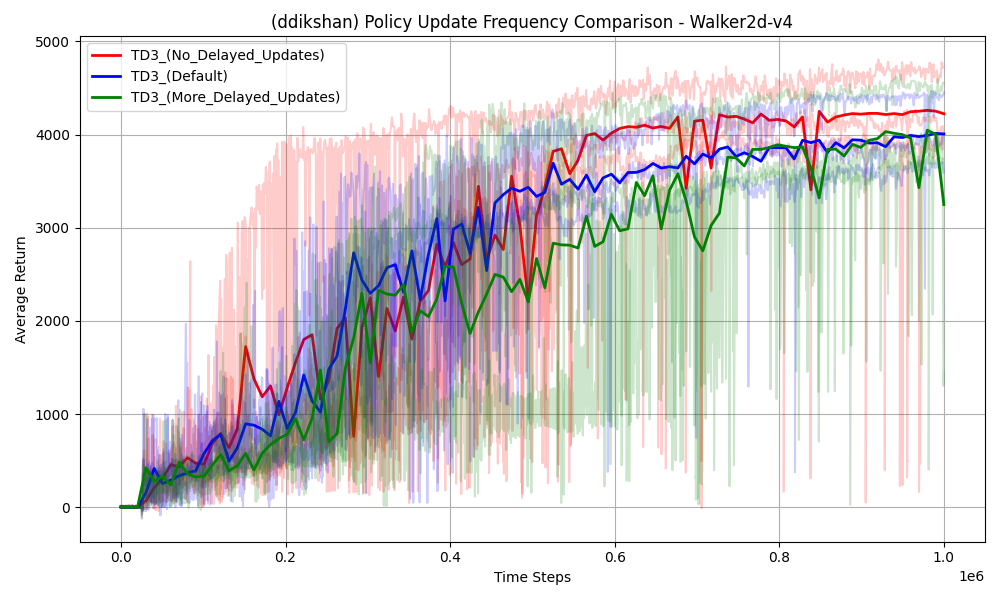 (ddikshan) Policy Update Frequency Comparison - Walker2d-v4
TD3_(No_Delayed_Updates)
TD3_(Default)
TD3_(More_Delayed_Updates)
5000
4000
3000
2000
1000
0
Average Return
0.0
0.2
0.4
0.6
0.8
1.0
1e6
Time Steps